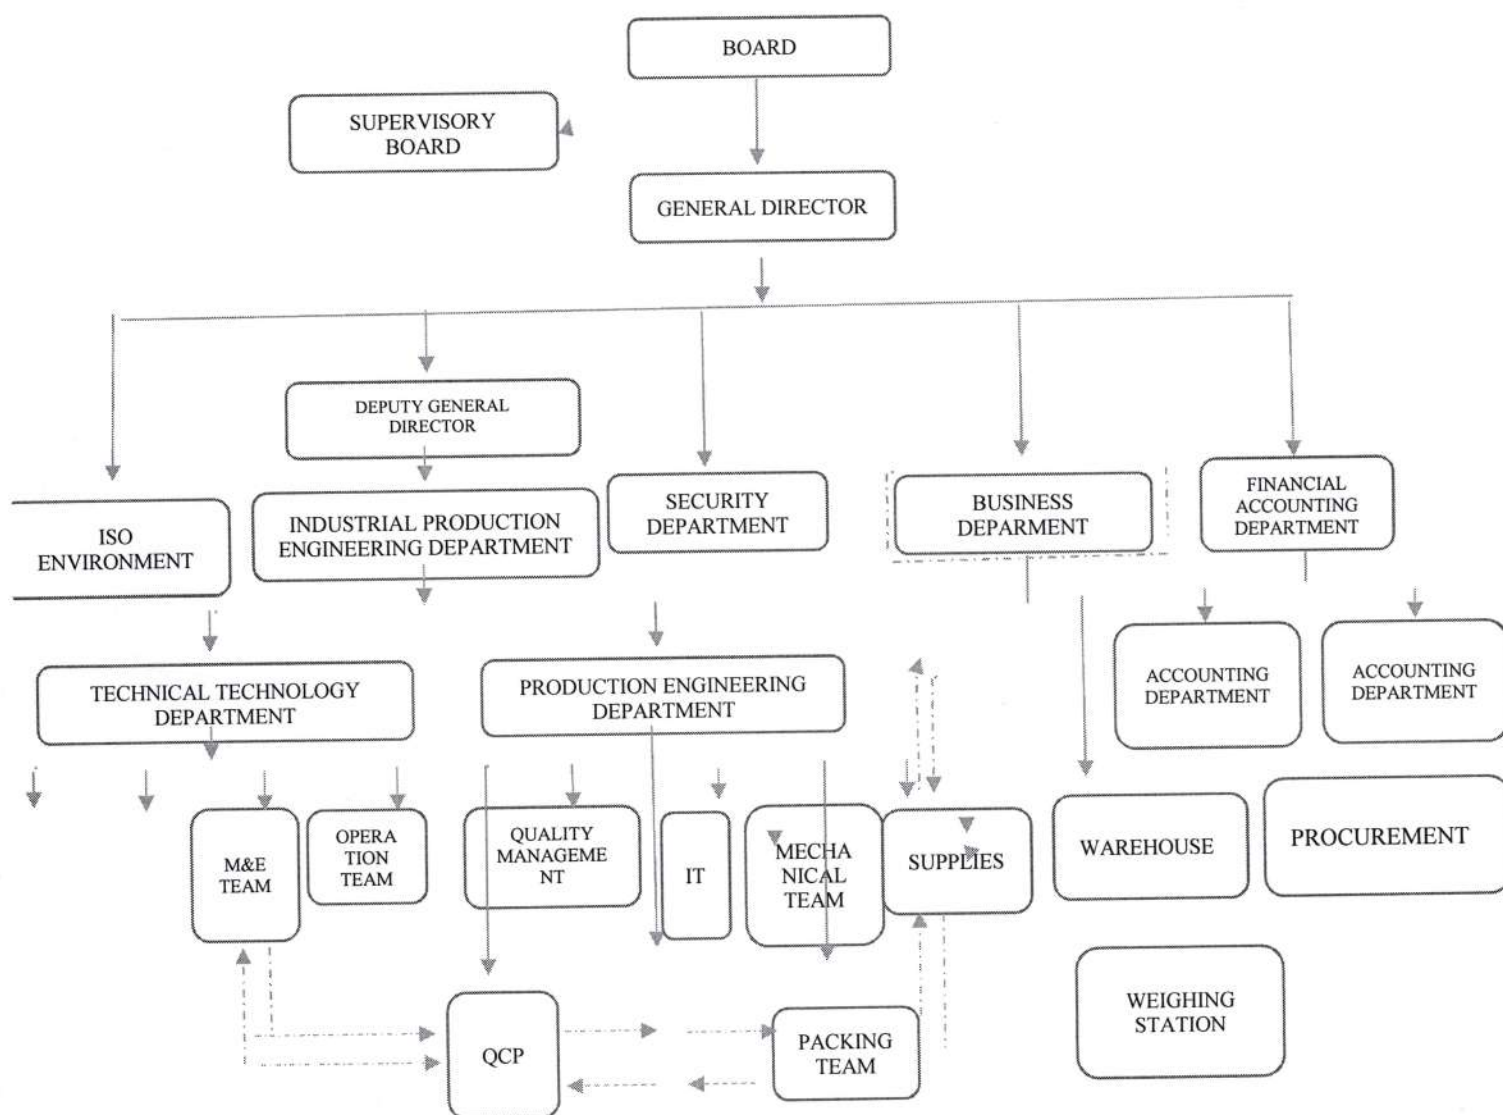 BOARD
SUPERVISORY
BOARD
GENERAL DIRECTOR
DEPUTY GENERAL
DIRECTOR
ISO
ENVIRONMENT
INDUSTRIAL PRODUCTION
ENGINEERING DEPARTMENT
SECURITY
DEPARTMENT
BUSINESS
DEPARMENT
FINANCIAL
ACCOUNTING
DEPARTMENT
TECHNICAL TECHNOLOGY
DEPARTMENT
PRODUCTION ENGINEERING
DEPARTMENT
ACCOUNTING
DEPARTMENT
ACCOUNTING
DEPARTMENT
M&E
TEAM
OPERA
TION
TEAM
QUALITY
MANAGEME
NT
IT
MECHA
NICAL
TEAM
SUPPLIES
WAREHOUSE
PROCUREMENT
QCP
PACKING
TEAM
WEIGHING
STATION